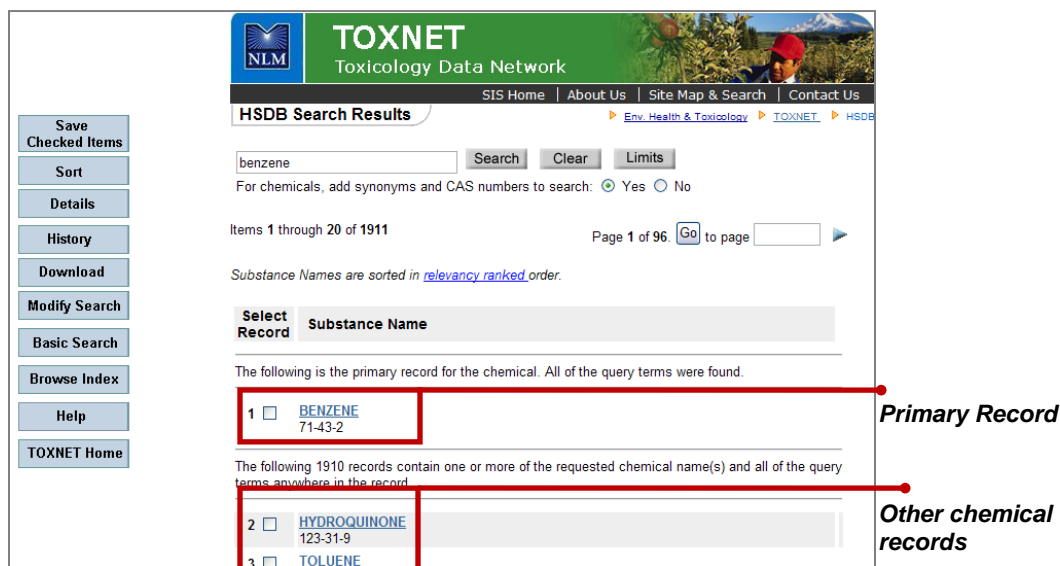 NLM
TOXNET
Toxicology Data Network
SIS Home | About Us | Site Map & Search | Contact Us
HSDB Search Results
Env. Health & Toxicology TOXNET HSDB
Save
Checked Items
Sort
Details
History
Download
Modify Search
Basic Search
Browse Index
Help
TOXNET Home
benzene Search Clear Limits
For chemicals, add synonyms and CAS numbers to search: Yes No
Items 1 through 20 of 1911
Page 1 of 96. Go to page
Substance Names are sorted in relevancy ranked order.
Select
Record
Substance Name
The following is the primary record for the chemical. All of the query terms were found.
1 BENZENE
71-43-2
Primary Record
The following 1910 records contain one or more of the requested chemical name(s) and all of the query
terms anywhere in the record
2 HYDROQUINONE
123-31-9
3 TOLUENE
Other chemical
records